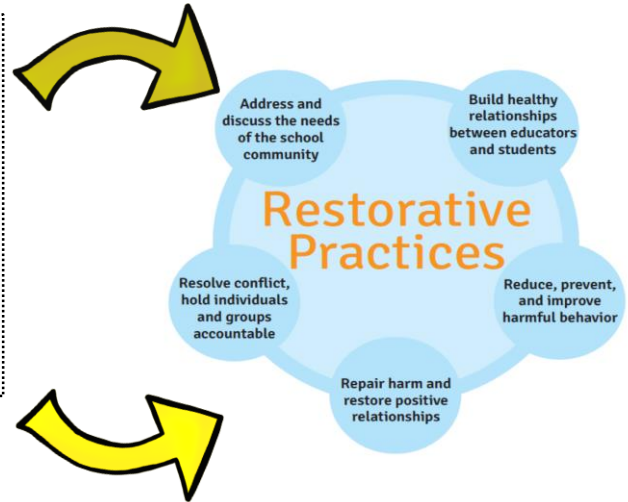 Address and
discuss the needs
of the school
community
Build healthy
relationships
between educators
and students
Restorative
Practices
Resolve conflict,
hold individuals
and groups
accountable
Reduce, prevent,
and improve
harmful behavior
Repair harm and
restore positive
relationships